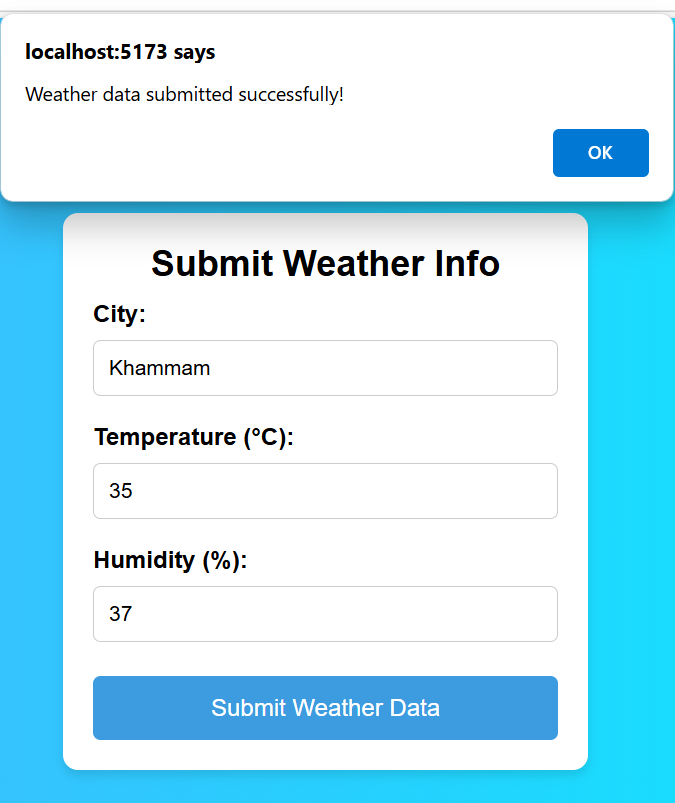 localhost:5173 says
Weather data submitted successfully!
OK
Submit Weather Info
City:
Khammam
Temperature (°C):
35
Humidity (%):
37
Submit Weather Data